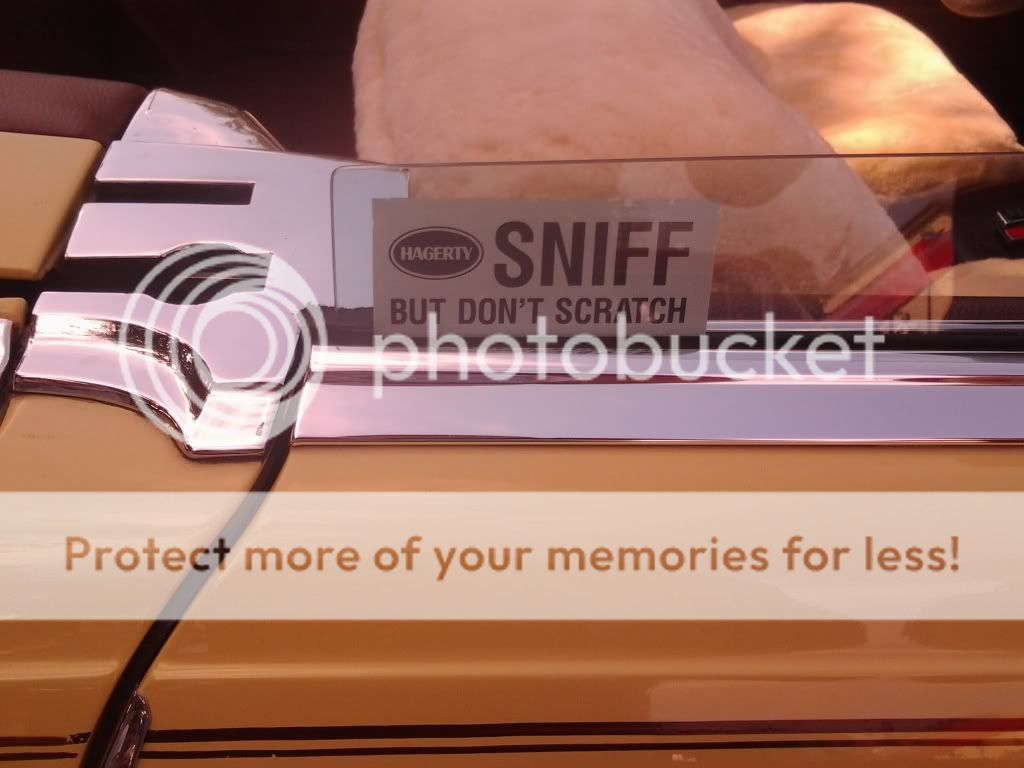 HAGERTY SNIFF
BUT DON'T SCRATCH
photobucket
Protect more of your memories for less!